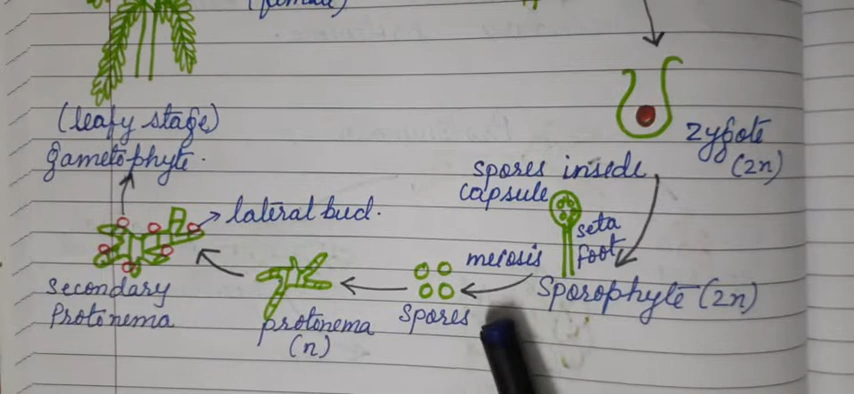 (female)
(leafy stage)
gametophyte.
zygote
(2n)
spores inside
capsule
seta
foot
lateral bud.
meiosis
Sporophyte (2n)
spores
protonema
(n)
Secondary
Protonema